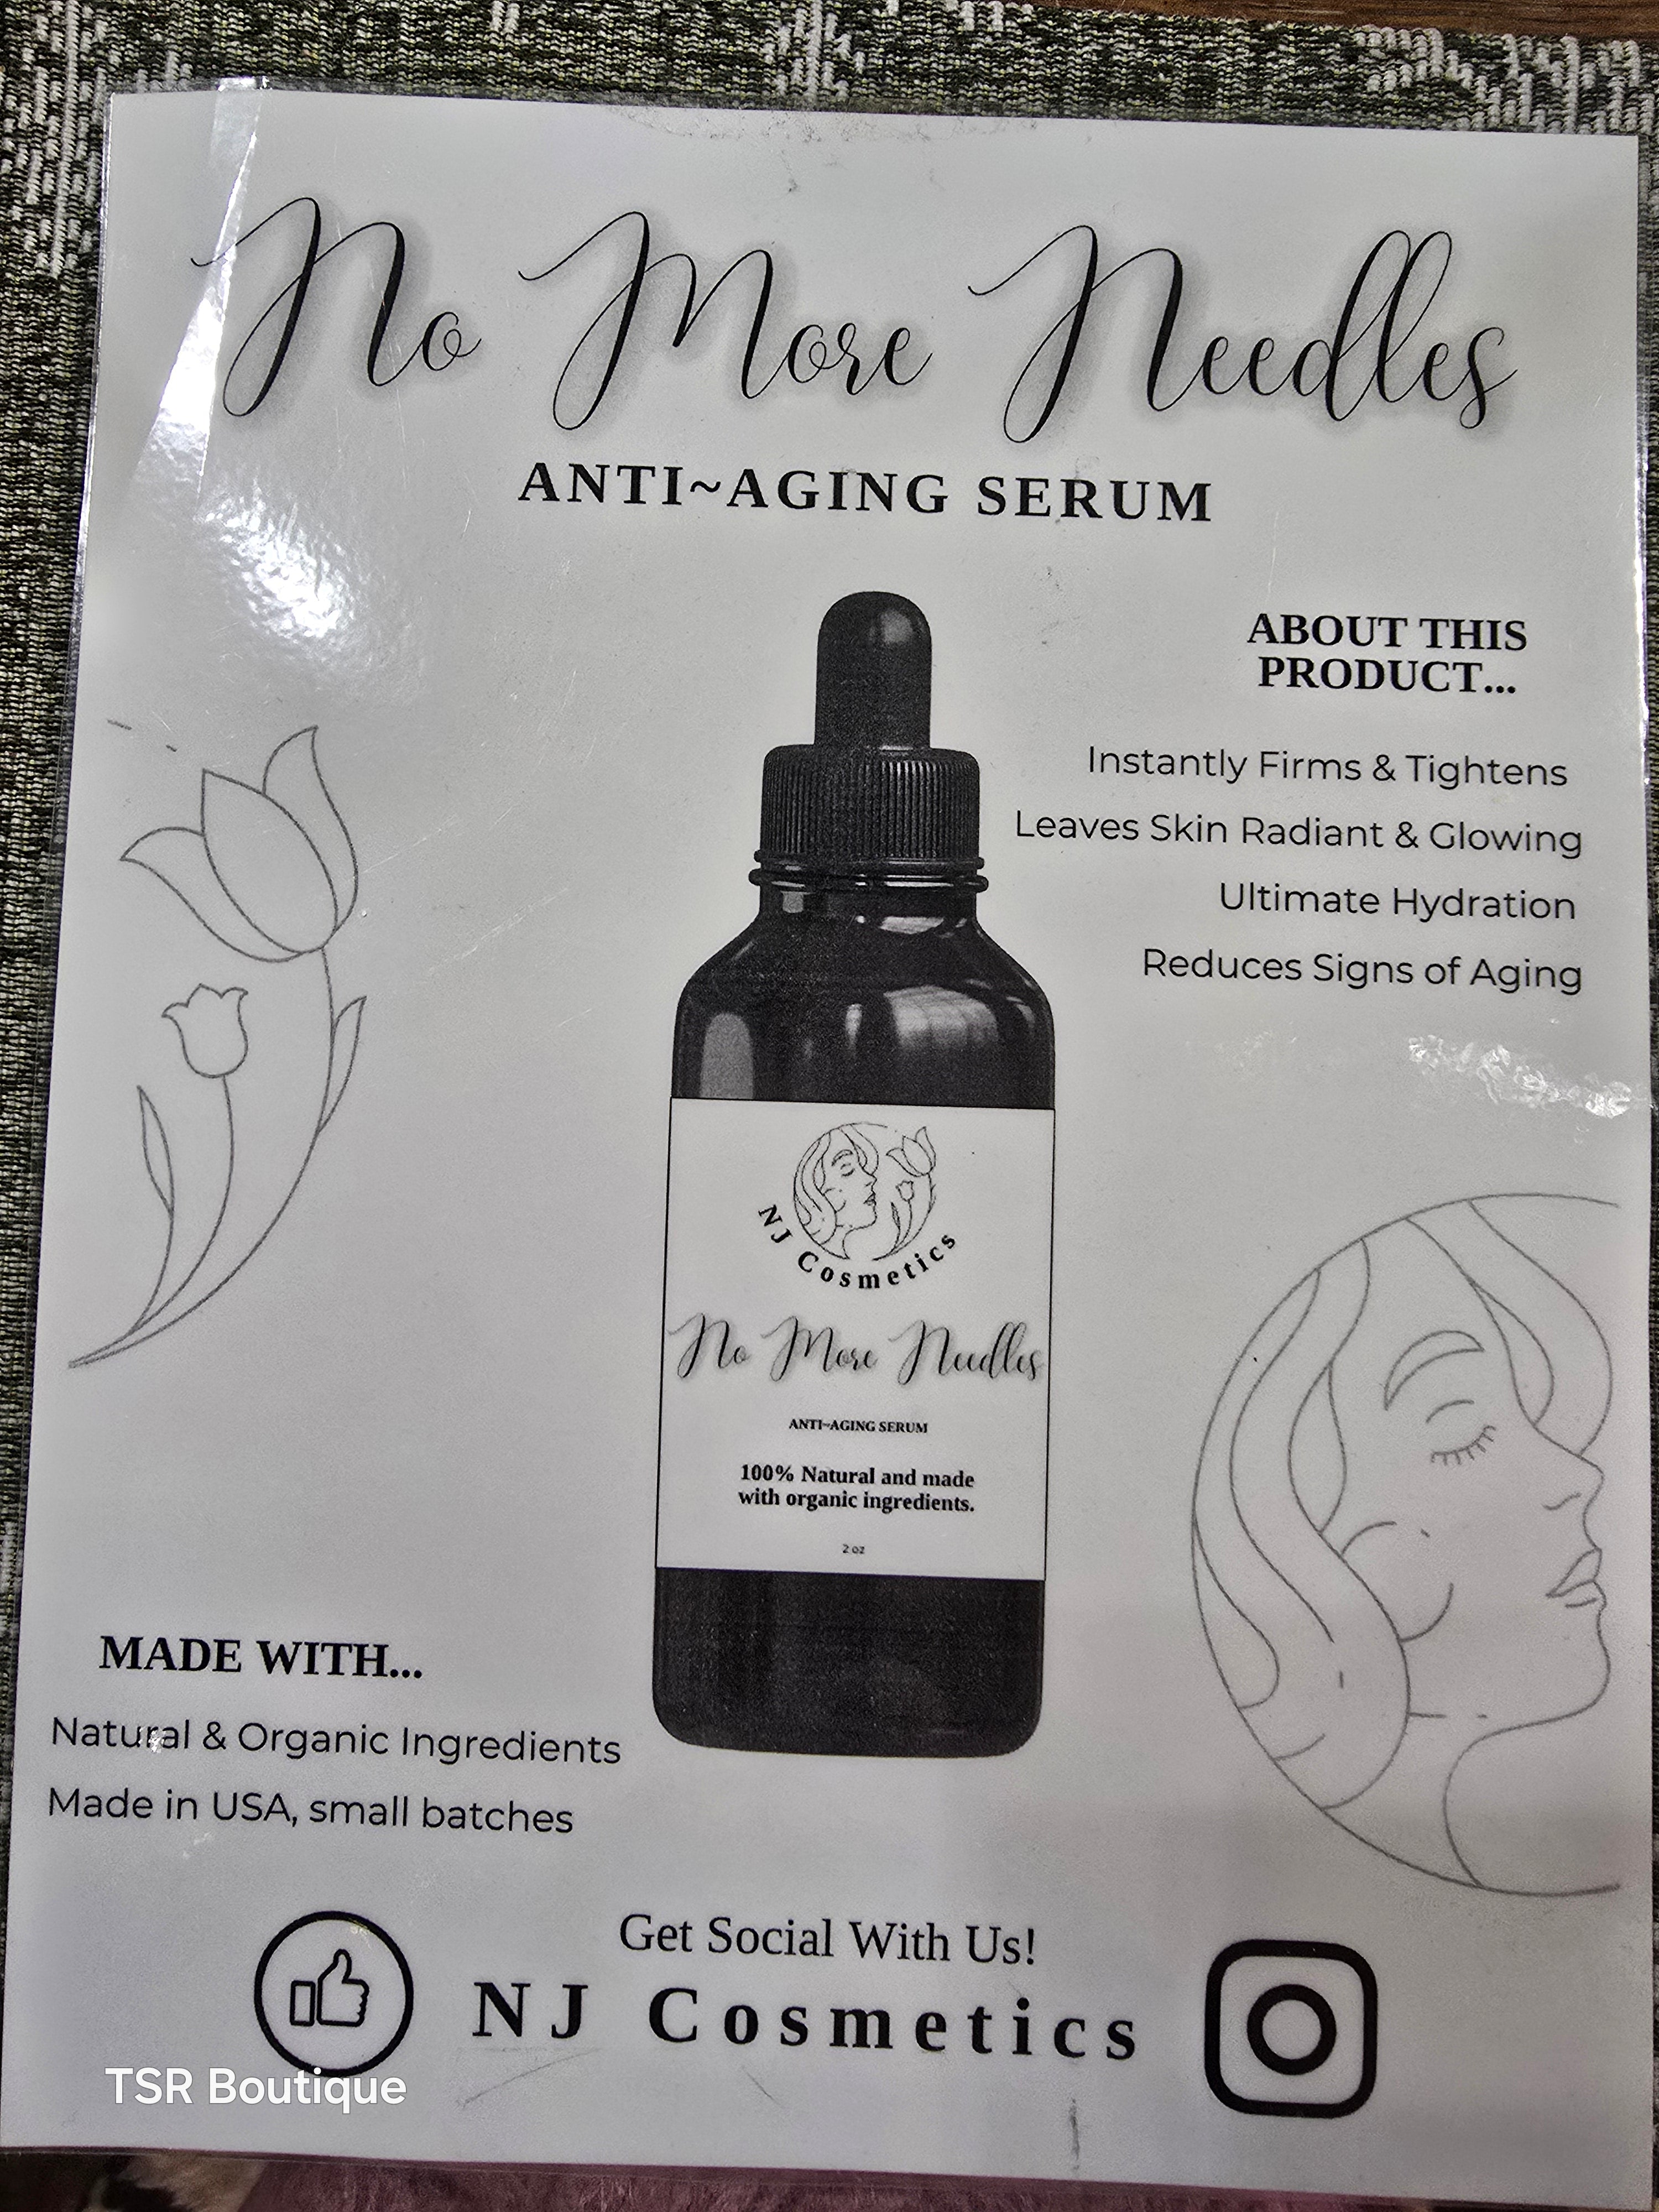 No More Needles
ANTI~AGING SERUM
ABOUT THIS
PRODUCT...
Instantly Firms & Tightens
Leaves Skin Radiant & Glowing
Ultimate Hydration
Reduces Signs of Aging
NJ Cosmetics
No More Needles
ANTI~AGING SERUM
100% Natural and made
with organic ingredients.
2 oz
MADE WITH...
Natural & Organic Ingredients
Made in USA, small batches
Get Social With Us!
NJ Cosmetics
TSR Boutique